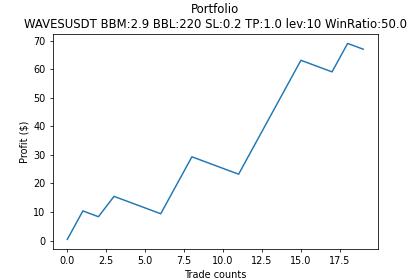 Portfolio
WAVESUSDT BBM:2.9 BBL:220 SL:0.2 TP:1.0 lev:10 WinRatio:50.0
70
60
50
40
30
20
10
0
Profit ($)
0.0 2.5 5.0 7.5 10.0 12.5 15.0 17.5
Trade counts